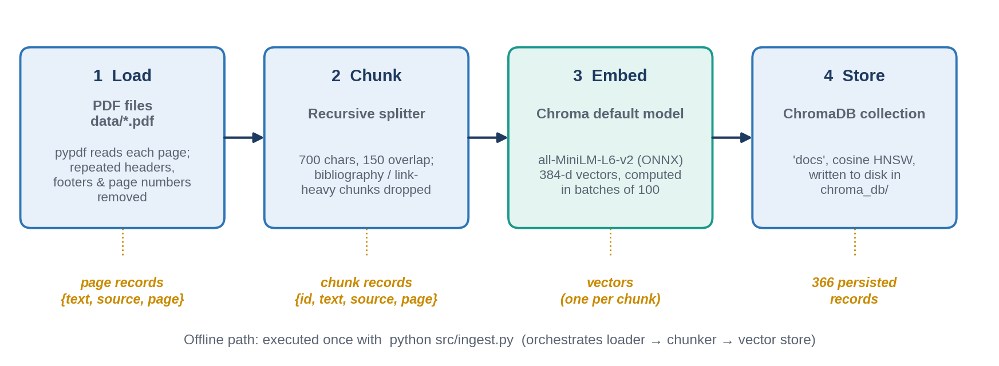 1 Load
PDF files
data/*.pdf
pypdf reads each page;
repeated headers,
footers & page numbers
removed
2 Chunk
Recursive splitter
700 chars, 150 overlap;
bibliography / link-
heavy chunks dropped
3 Embed
Chroma default model
all-MiniLM-L6-v2 (ONNX)
384-d vectors, computed
in batches of 100
4 Store
ChromaDB collection
'docs', cosine HNSW,
written to disk in
chroma_db/
page records
{text, source, page}
chunk records
{id, text, source, page}
vectors
(one per chunk)
366 persisted
records
Offline path: executed once with  python src/ingest.py  (orchestrates loader → chunker → vector store)